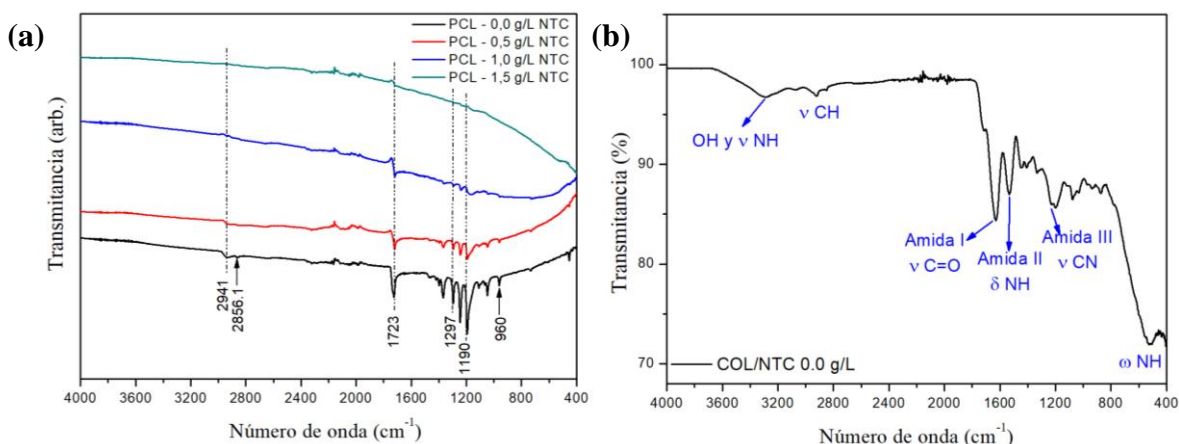 (a)
PCL - 0,0 g/L NTC
PCL - 0,5 g/L NTC
PCL - 1,0 g/L NTC
PCL - 1,5 g/L NTC
Transmitancia (arb.)
2941
2856.1
1723
1297
1190
960
4000 3600 3200 2800 2400 2000 1600 1200 800 400
Número de onda (cm⁻¹)
(b)
100
90
80
70
Transmitancia (%)
OH y ν NH
ν CH
Amida I
ν C=O
Amida II
δ NH
Amida III
ν CN
ω NH
COL/NTC 0.0 g/L
4000 3600 3200 2800 2400 2000 1600 1200 800 400
Número de onda (cm⁻¹)